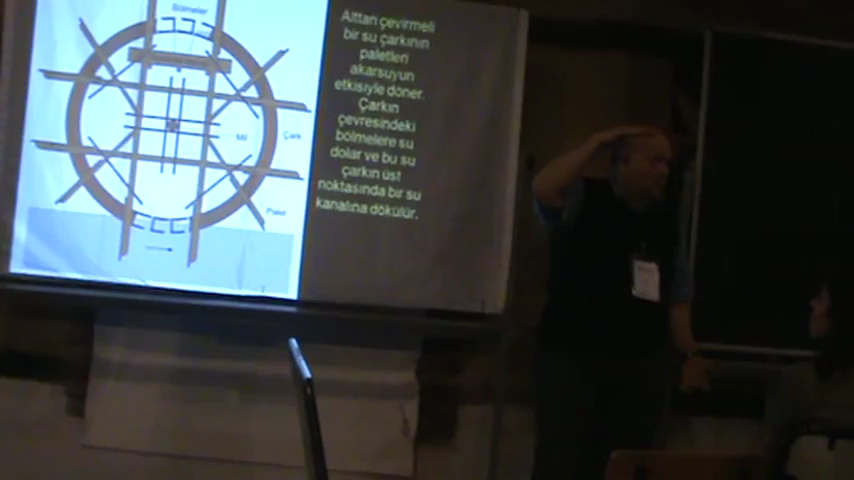 Bölmeler
Mil
Çark
Palet
Alttan çevirmeli
bir su çarkının
paletleri
akarsuyun
etkisiyle döner.
Çarkın
çevresindeki
bölmelere su
dolar ve bu su
çarkın üst
noktasında bir su
kanalına dökülür.